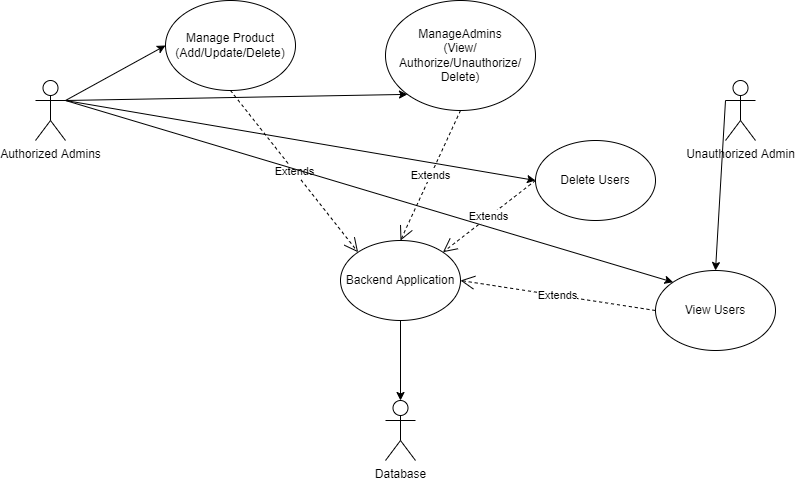 Manage Product
(Add/Update/Delete)
ManageAdmins
(View/
Authorize/Unauthorize/
Delete)
Authorized Admins
Unauthorized Admin
Extends
Extends
Delete Users
Extends
Backend Application
Extends
View Users
Database